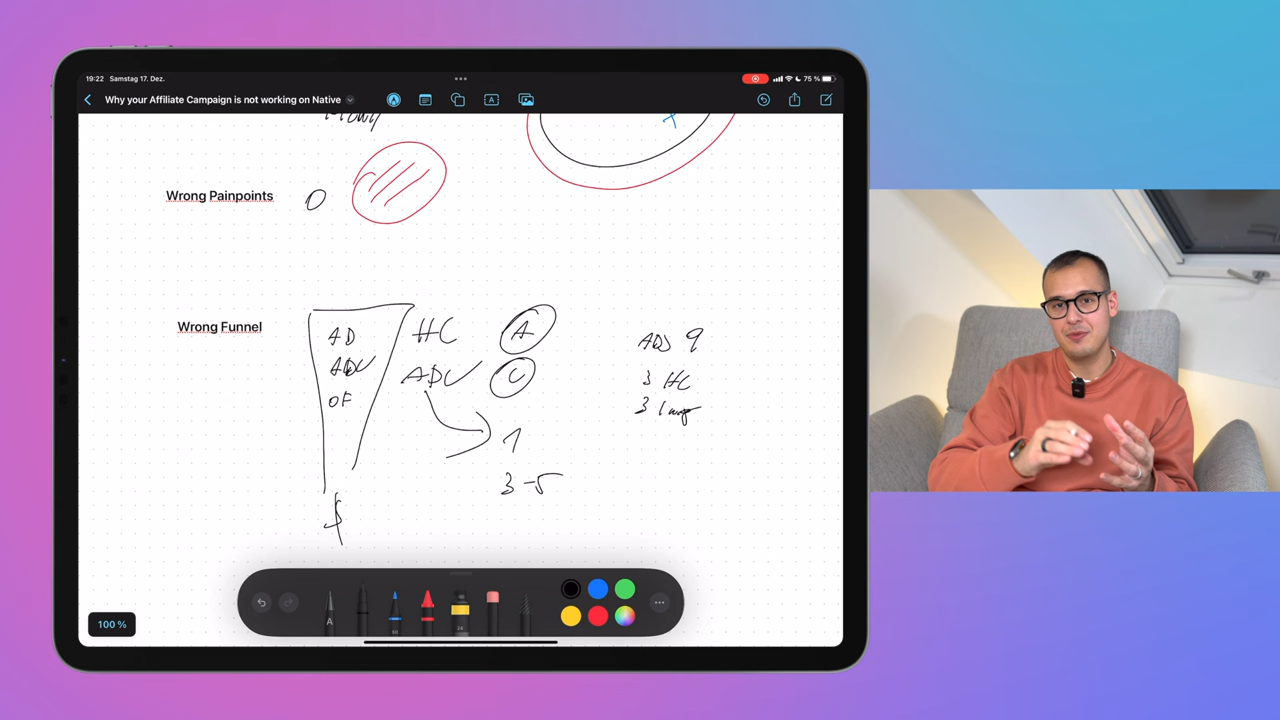 19:22 Samstag 17. Dez.
75 %
Why your Affiliate Campaign is not working on Native
Wrong Painpoints
O
Wrong Funnel
AD
ADV
OF
$
HC
ADV
A
1
3-5
ADS 9
3 HC
3
100 %
A